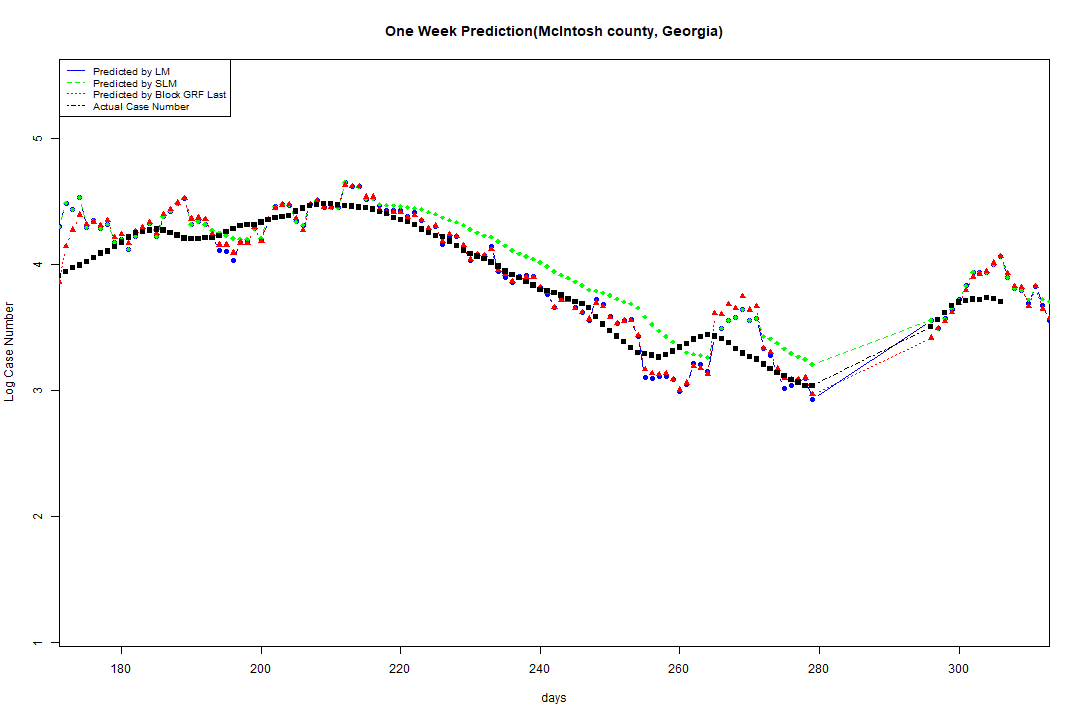 One Week Prediction(McIntosh county, Georgia)
Predicted by LM
Predicted by SLM
Predicted by Block GRF Last
Actual Case Number
5
4
3
2
1
Log Case Number
180 200 220 240 260 280 300
days